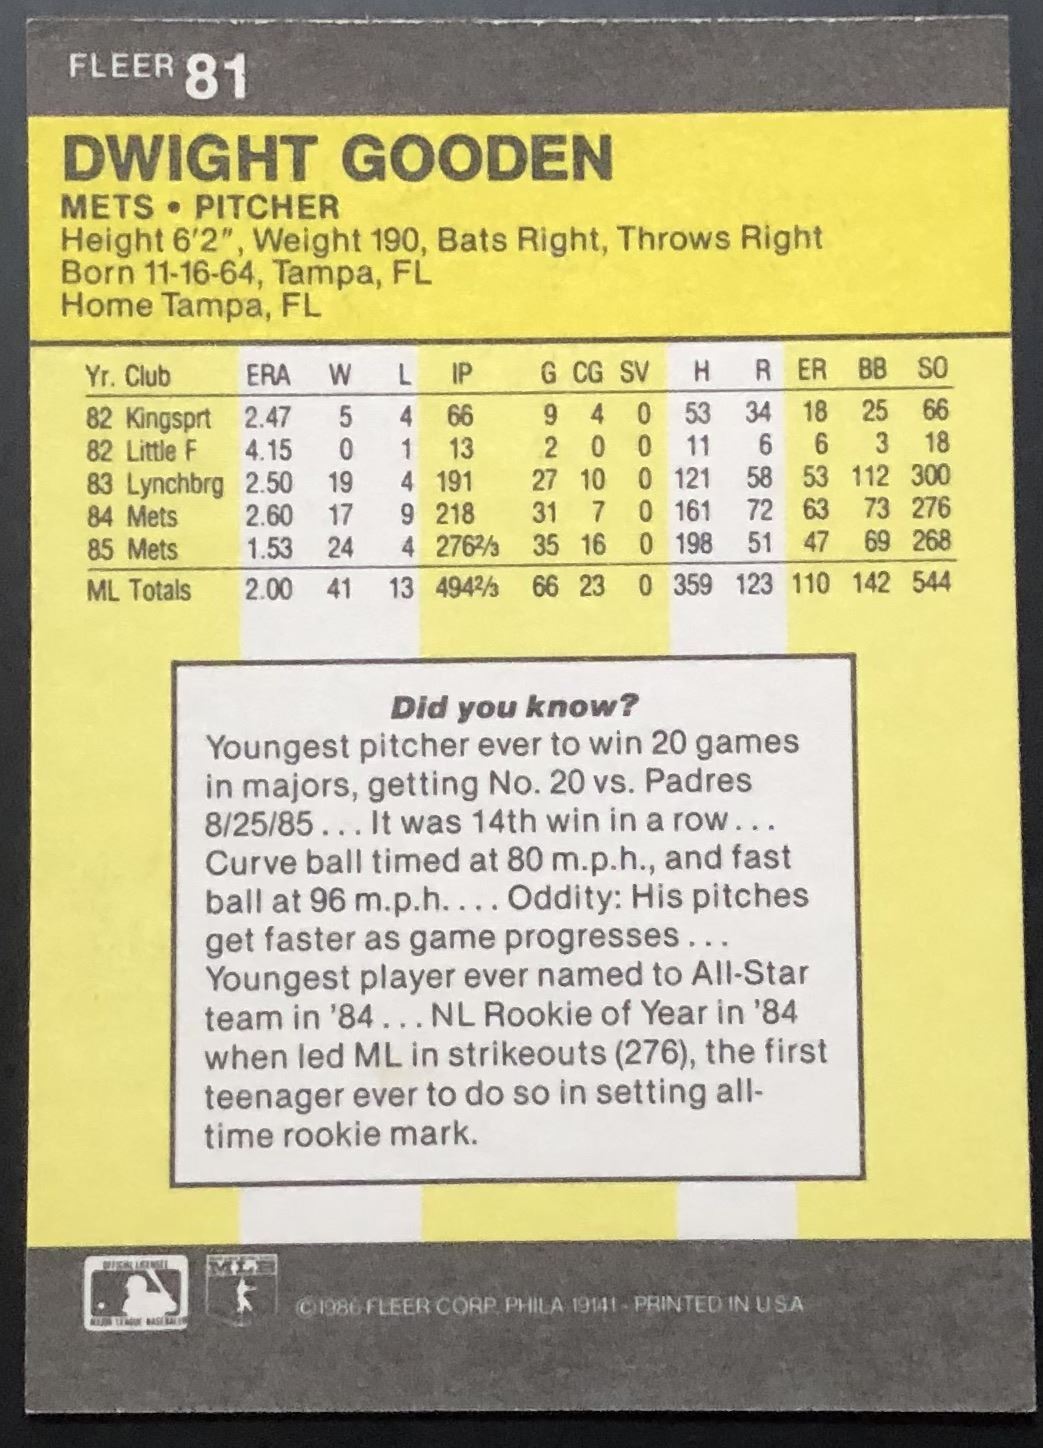 FLEER 81
DWIGHT GOODEN
METS • PITCHER
Height 6'2", Weight 190, Bats Right, Throws Right
Born 11-16-64, Tampa, FL
Home Tampa, FL
Yr. Club ERA W L IP G CG SV H R ER BB SO
82 Kingsprt 2.47 5 4 66 9 4 0 53 34 18 25 66
82 Little F 4.15 0 1 13 2 0 0 11 6 6 3 18
83 Lynchbrg 2.50 19 4 191 27 10 0 121 58 53 112 300
84 Mets 2.60 17 9 218 31 7 0 161 72 63 73 276
85 Mets 1.53 24 4 276⅔ 35 16 0 198 51 47 69 268
ML Totals 2.00 41 13 494⅔ 66 23 0 359 123 110 142 544
Did you know?
Youngest pitcher ever to win 20 games
in majors, getting No. 20 vs. Padres
8/25/85 . . . It was 14th win in a row . . .
Curve ball timed at 80 m.p.h., and fast
ball at 96 m.p.h. . . . Oddity: His pitches
get faster as game progresses . . .
Youngest player ever named to All-Star
team in '84 . . . NL Rookie of Year in '84
when led ML in strikeouts (276), the first
teenager ever to do so in setting all-
time rookie mark.
OFFICIAL LICENSEE
MAJOR LEAGUE BASEBALL
MLB
©1986 FLEER CORP. PHILA 19141 - PRINTED IN U S A